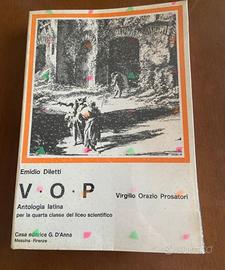 Emidio Diletti
V·O·P
Virgilio Orazio Prosatori
Antologia latina
per la quarta classe del liceo scientifico
Casa editrice G. D'Anna
Messina - Firenze